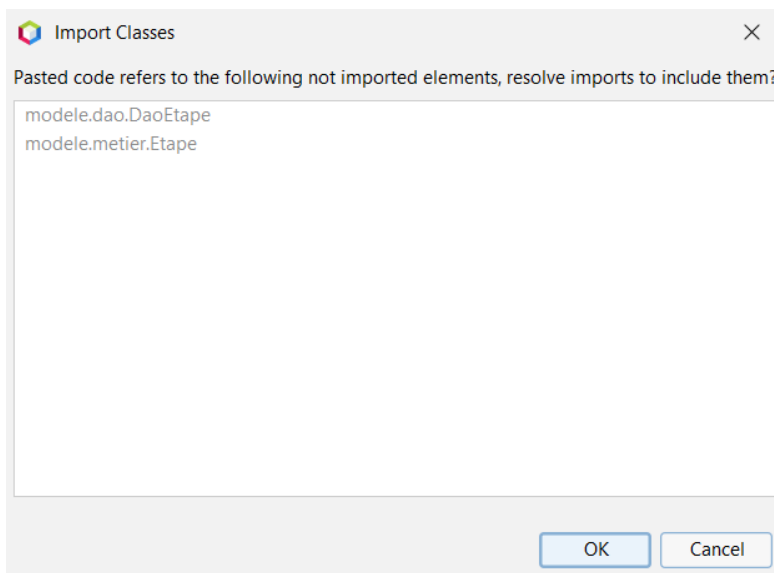 Import Classes
Pasted code refers to the following not imported elements, resolve imports to include them?
modele.dao.DaoEtape
modele.metier.Etape
OK
Cancel